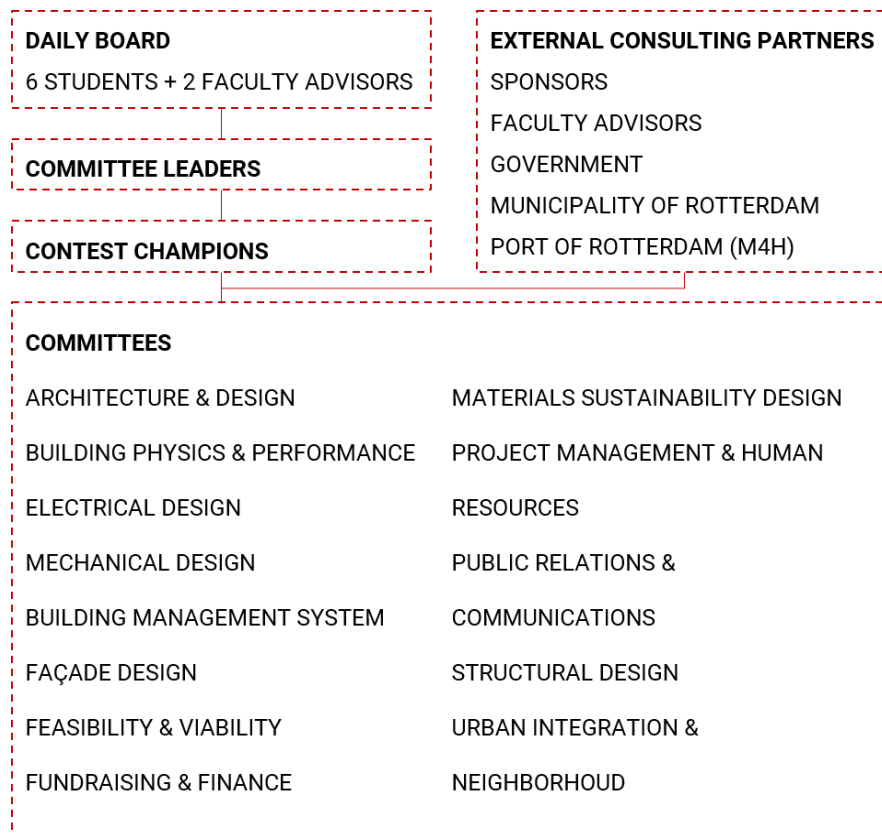 DAILY BOARD
6 STUDENTS + 2 FACULTY ADVISORS
COMMITTEE LEADERS
CONTEST CHAMPIONS
EXTERNAL CONSULTING PARTNERS
SPONSORS
FACULTY ADVISORS
GOVERNMENT
MUNICIPALITY OF ROTTERDAM
PORT OF ROTTERDAM (M4H)
COMMITTEES
ARCHITECTURE & DESIGN
BUILDING PHYSICS & PERFORMANCE
ELECTRICAL DESIGN
MECHANICAL DESIGN
BUILDING MANAGEMENT SYSTEM
FAÇADE DESIGN
FEASIBILITY & VIABILITY
FUNDRAISING & FINANCE
MATERIALS SUSTAINABILITY DESIGN
PROJECT MANAGEMENT & HUMAN
RESOURCES
PUBLIC RELATIONS &
COMMUNICATIONS
STRUCTURAL DESIGN
URBAN INTEGRATION &
NEIGHBORHOUD